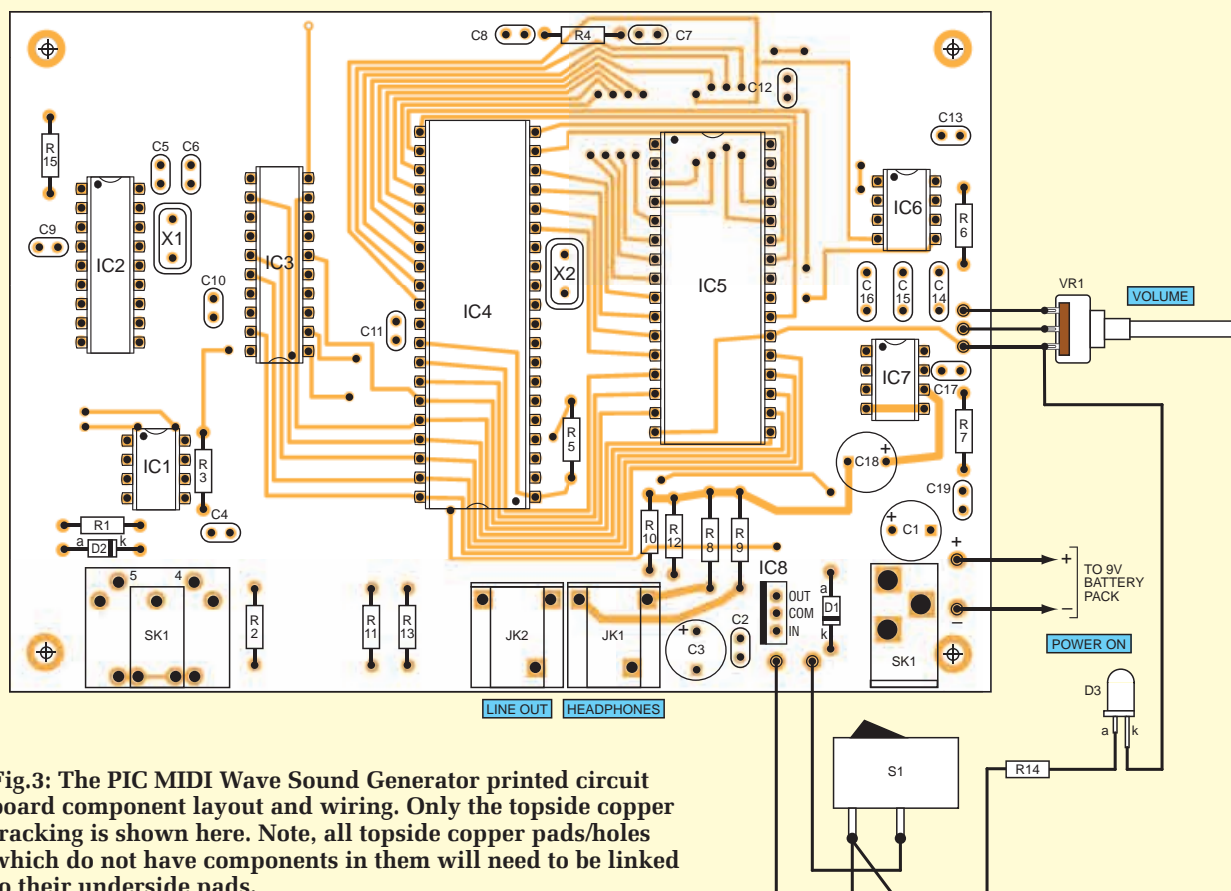 C8
R4
C7
C12
C13
R
15
C5
C6
C9
X1
IC2
IC3
C10
C11
IC4
X2
IC5
IC6
R
6
C
16
C
15
C
14
VR1
VOLUME
IC7
C17
R
7
IC1
R
3
R
5
C18
+
C19
C4
R1
a
D2
k
R
10
R
12
R
8
R
9
+
C1
+
+
TO 9V
BATTERY
PACK
–
–
IC8
OUT
COM
IN
a
D1
k
5
4
SK1
R
2
R
11
R
13
JK2
JK1
+
C3
C2
SK1
POWER ON
LINE OUT
HEADPHONES
D3
a
k
S1
R14
Fig.3: The PIC MIDI Wave Sound Generator printed circuit
board component layout and wiring. Only the topside copper
tracking is shown here. Note, all topside copper pads/holes
which do not have components in them will need to be linked
to their underside pads.